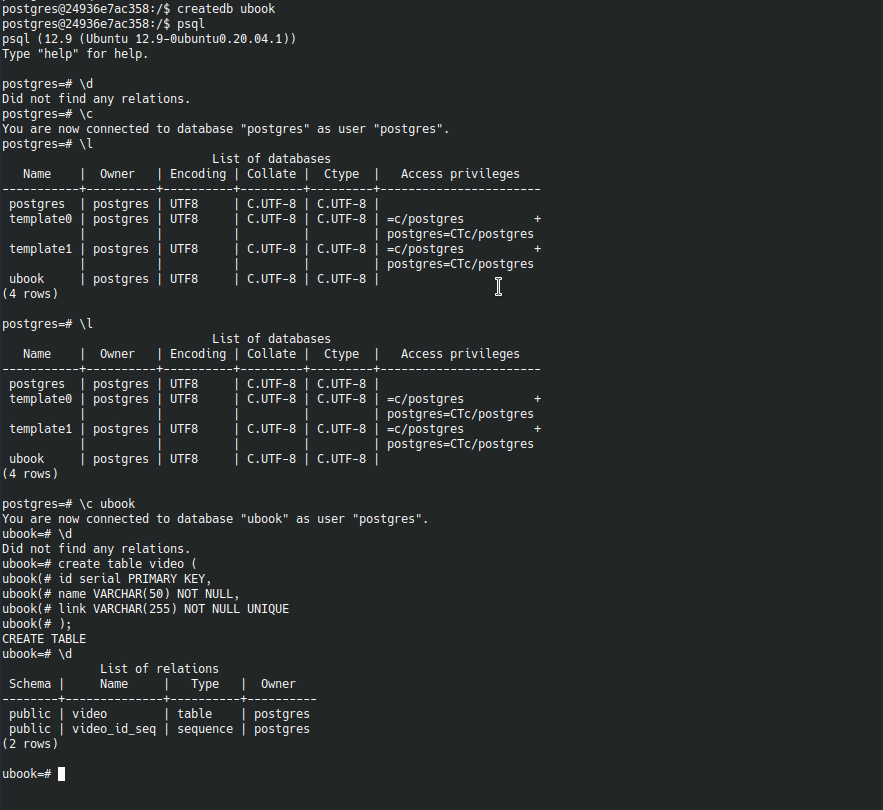 postgres@24936e7ac358:/$ createdb ubook
postgres@24936e7ac358:/$ psql
psql (12.9 (Ubuntu 12.9-0ubuntu0.20.04.1))
Type "help" for help.

postgres=# \d
Did not find any relations.
postgres=# \c
You are now connected to database "postgres" as user "postgres".
postgres=# \l
                              List of databases
   Name    |  Owner   | Encoding | Collate |  Ctype  |   Access privileges
-----------+----------+----------+---------+---------+-----------------------
 postgres  | postgres | UTF8     | C.UTF-8 | C.UTF-8 |
 template0 | postgres | UTF8     | C.UTF-8 | C.UTF-8 | =c/postgres          +
           |          |          |         |         | postgres=CTc/postgres
 template1 | postgres | UTF8     | C.UTF-8 | C.UTF-8 | =c/postgres          +
           |          |          |         |         | postgres=CTc/postgres
 ubook     | postgres | UTF8     | C.UTF-8 | C.UTF-8 |
(4 rows)

postgres=# \l
                              List of databases
   Name    |  Owner   | Encoding | Collate |  Ctype  |   Access privileges
-----------+----------+----------+---------+---------+-----------------------
 postgres  | postgres | UTF8     | C.UTF-8 | C.UTF-8 |
 template0 | postgres | UTF8     | C.UTF-8 | C.UTF-8 | =c/postgres          +
           |          |          |         |         | postgres=CTc/postgres
 template1 | postgres | UTF8     | C.UTF-8 | C.UTF-8 | =c/postgres          +
           |          |          |         |         | postgres=CTc/postgres
 ubook     | postgres | UTF8     | C.UTF-8 | C.UTF-8 |
(4 rows)

postgres=# \c ubook
You are now connected to database "ubook" as user "postgres".
ubook=# \d
Did not find any relations.
ubook=# create table video (
ubook(# id serial PRIMARY KEY,
ubook(# name VARCHAR(50) NOT NULL,
ubook(# link VARCHAR(255) NOT NULL UNIQUE
ubook(# );
CREATE TABLE
ubook=# \d
              List of relations
 Schema |     Name     |   Type   |  Owner
--------+--------------+----------+----------
 public | video        | table    | postgres
 public | video_id_seq | sequence | postgres
(2 rows)

ubook=#